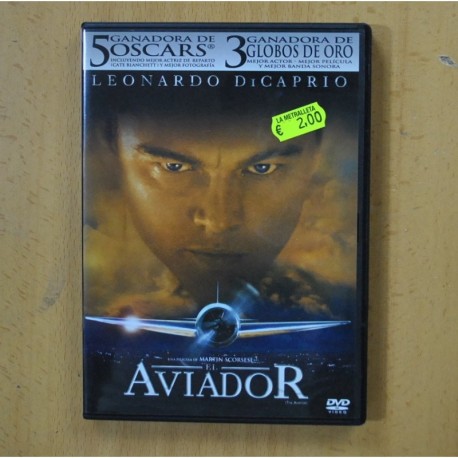 5 GANADORA DE OSCARS®
INCLUYENDO MEJOR ACTRIZ DE REPARTO
(CATE BLANCHETT) Y MEJOR FOTOGRAFÍA
3 GANADORA DE GLOBOS DE ORO
MEJOR ACTOR - MEJOR PELÍCULA
Y MEJOR BANDA SONORA
LEONARDO DiCAPRIO
LA METRALLETA
€ 2,00
UNA PELÍCULA DE MARTIN SCORSESE
EL
AVIADOR
DVD
VIDEO